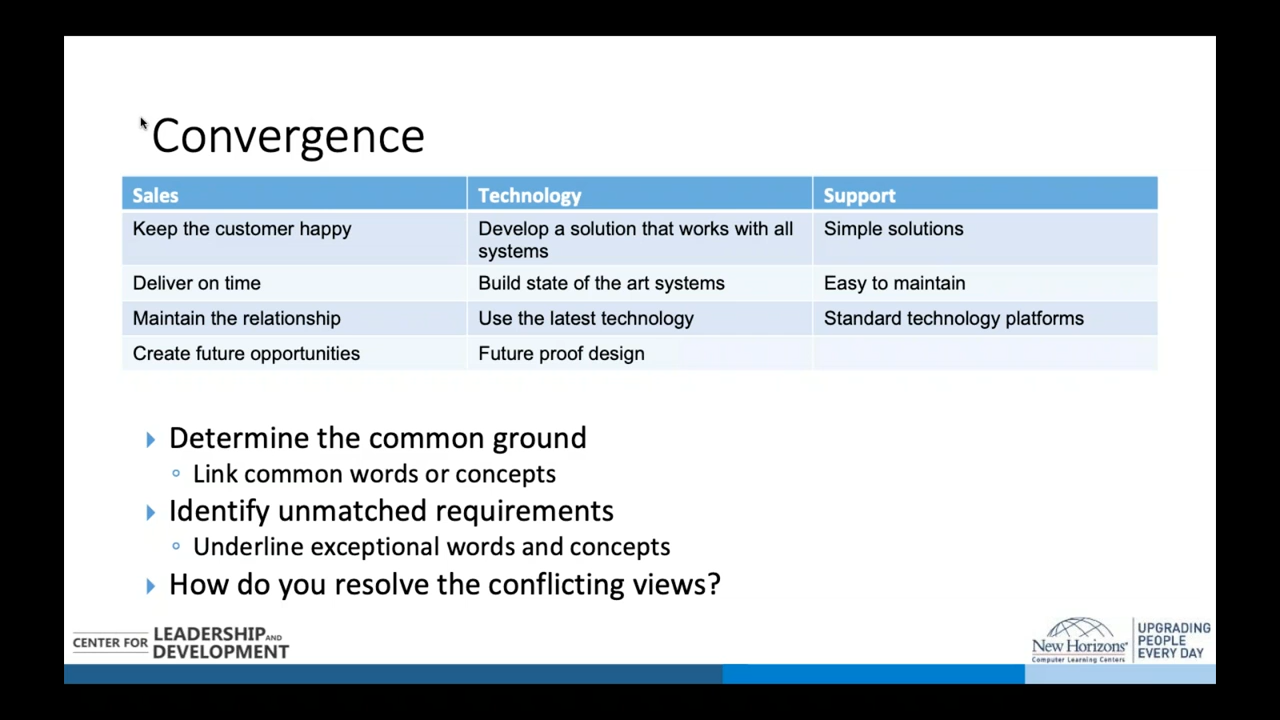 Convergence
Sales Technology Support
Keep the customer happy Develop a solution that works with all systems Simple solutions
Deliver on time Build state of the art systems Easy to maintain
Maintain the relationship Use the latest technology Standard technology platforms
Create future opportunities Future proof design
Determine the common ground
Link common words or concepts
Identify unmatched requirements
Underline exceptional words and concepts
How do you resolve the conflicting views?
CENTER FOR LEADERSHIP AND DEVELOPMENT
New Horizons®
Computer Learning Centers
UPGRADING
PEOPLE
EVERY DAY